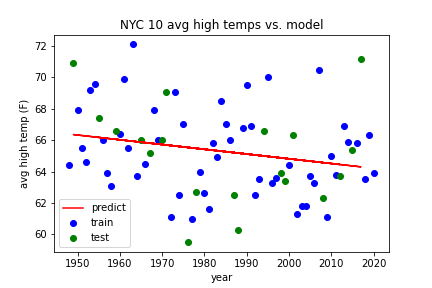 NYC 10 avg high temps vs. model
avg high temp (F)
72
70
68
66
64
62
60
predict
train
test
1950 1960 1970 1980 1990 2000 2010 2020
year